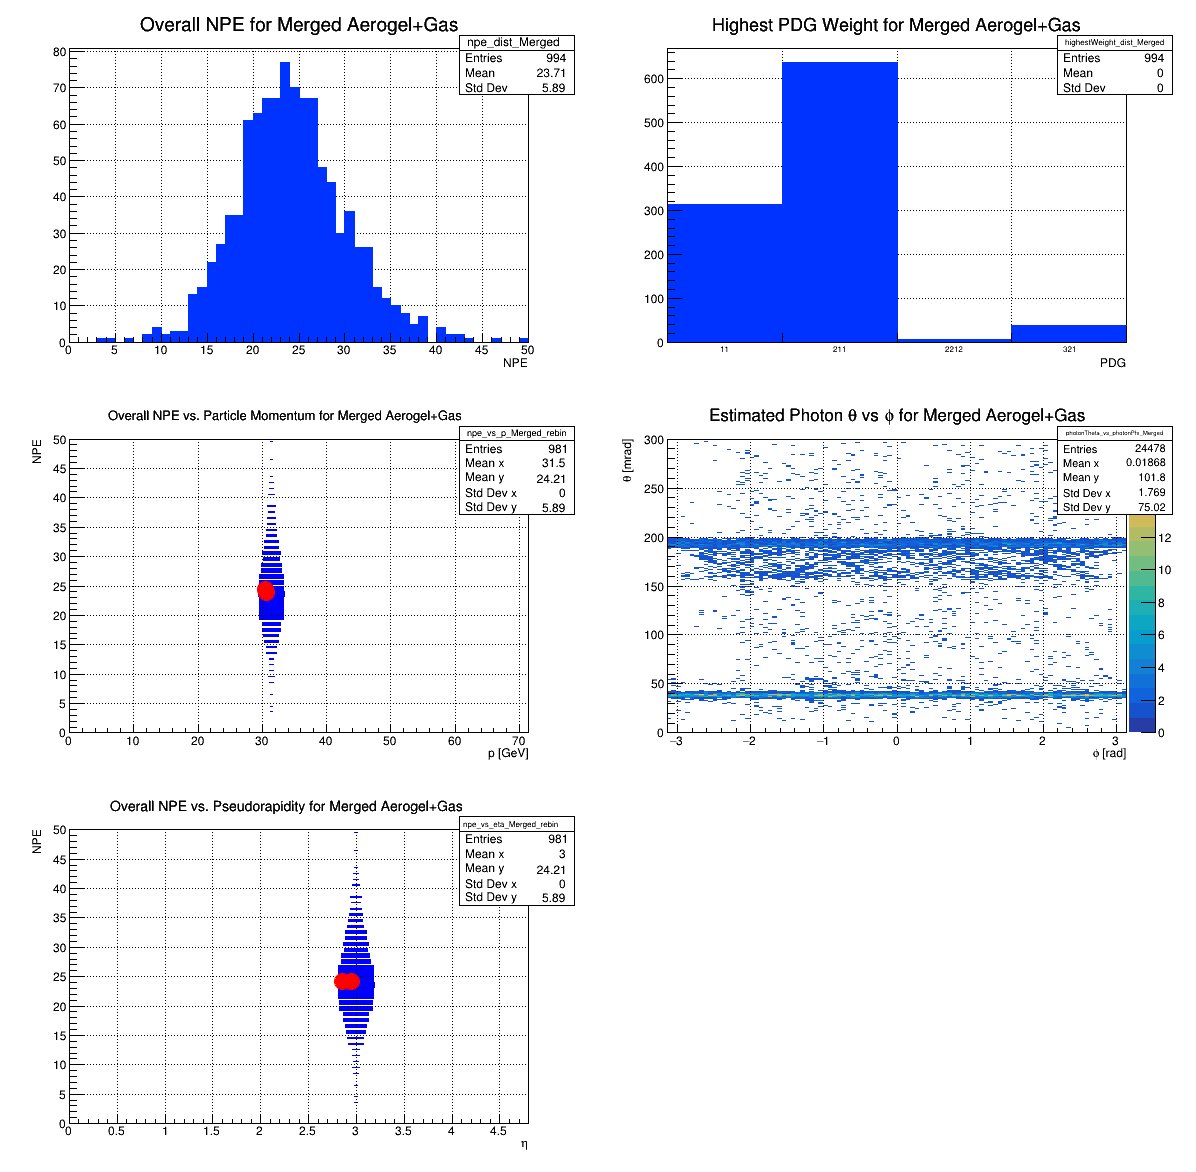 Overall NPE for Merged Aerogel+Gas
npe_dist_Merged
Entries 994
Mean 23.71
Std Dev 5.89
80
70
60
50
40
30
20
10
0
0 5 10 15 20 25 30 35 40 45 50
NPE
Highest PDG Weight for Merged Aerogel+Gas
highestWeight_dist_Merged
Entries 994
Mean 0
Std Dev 0
600
500
400
300
200
100
0
11 211 2212 321
PDG
Overall NPE vs. Particle Momentum for Merged Aerogel+Gas
npe_vs_p_Merged_rebin
Entries 981
Mean x 31.5
Mean y 24.21
Std Dev x 0
Std Dev y 5.89
NPE
50
45
40
35
30
25
20
15
10
5
0
0 10 20 30 40 50 60 70
p [GeV]
Estimated Photon θ vs ϕ for Merged Aerogel+Gas
photonTheta_vs_photonPhi_Merged
Entries 24478
Mean x 0.01868
Mean y 101.8
Std Dev x 1.769
Std Dev y 75.02
θ [mrad]
300
250
200
150
100
50
0
−3 −2 −1 0 1 2 3
ϕ [rad]
12
10
8
6
4
2
0
Overall NPE vs. Pseudorapidity for Merged Aerogel+Gas
npe_vs_eta_Merged_rebin
Entries 981
Mean x 3
Mean y 24.21
Std Dev x 0
Std Dev y 5.89
NPE
50
45
40
35
30
25
20
15
10
5
0
0 0.5 1 1.5 2 2.5 3 3.5 4 4.5
η